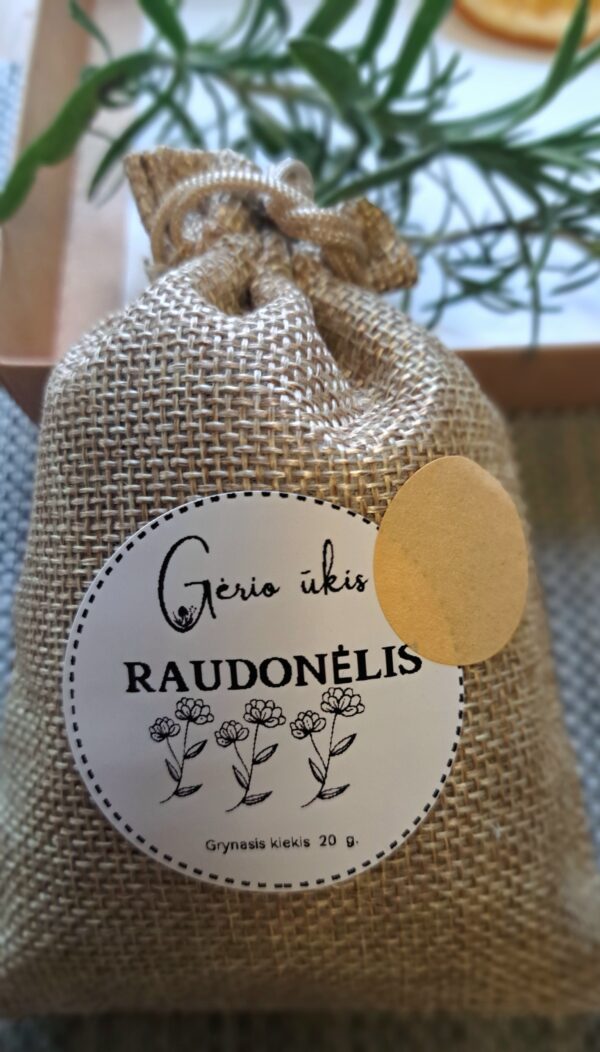 Gėrio ūkis
RAUDONĖLIS
Grynasis kiekis 20 g.